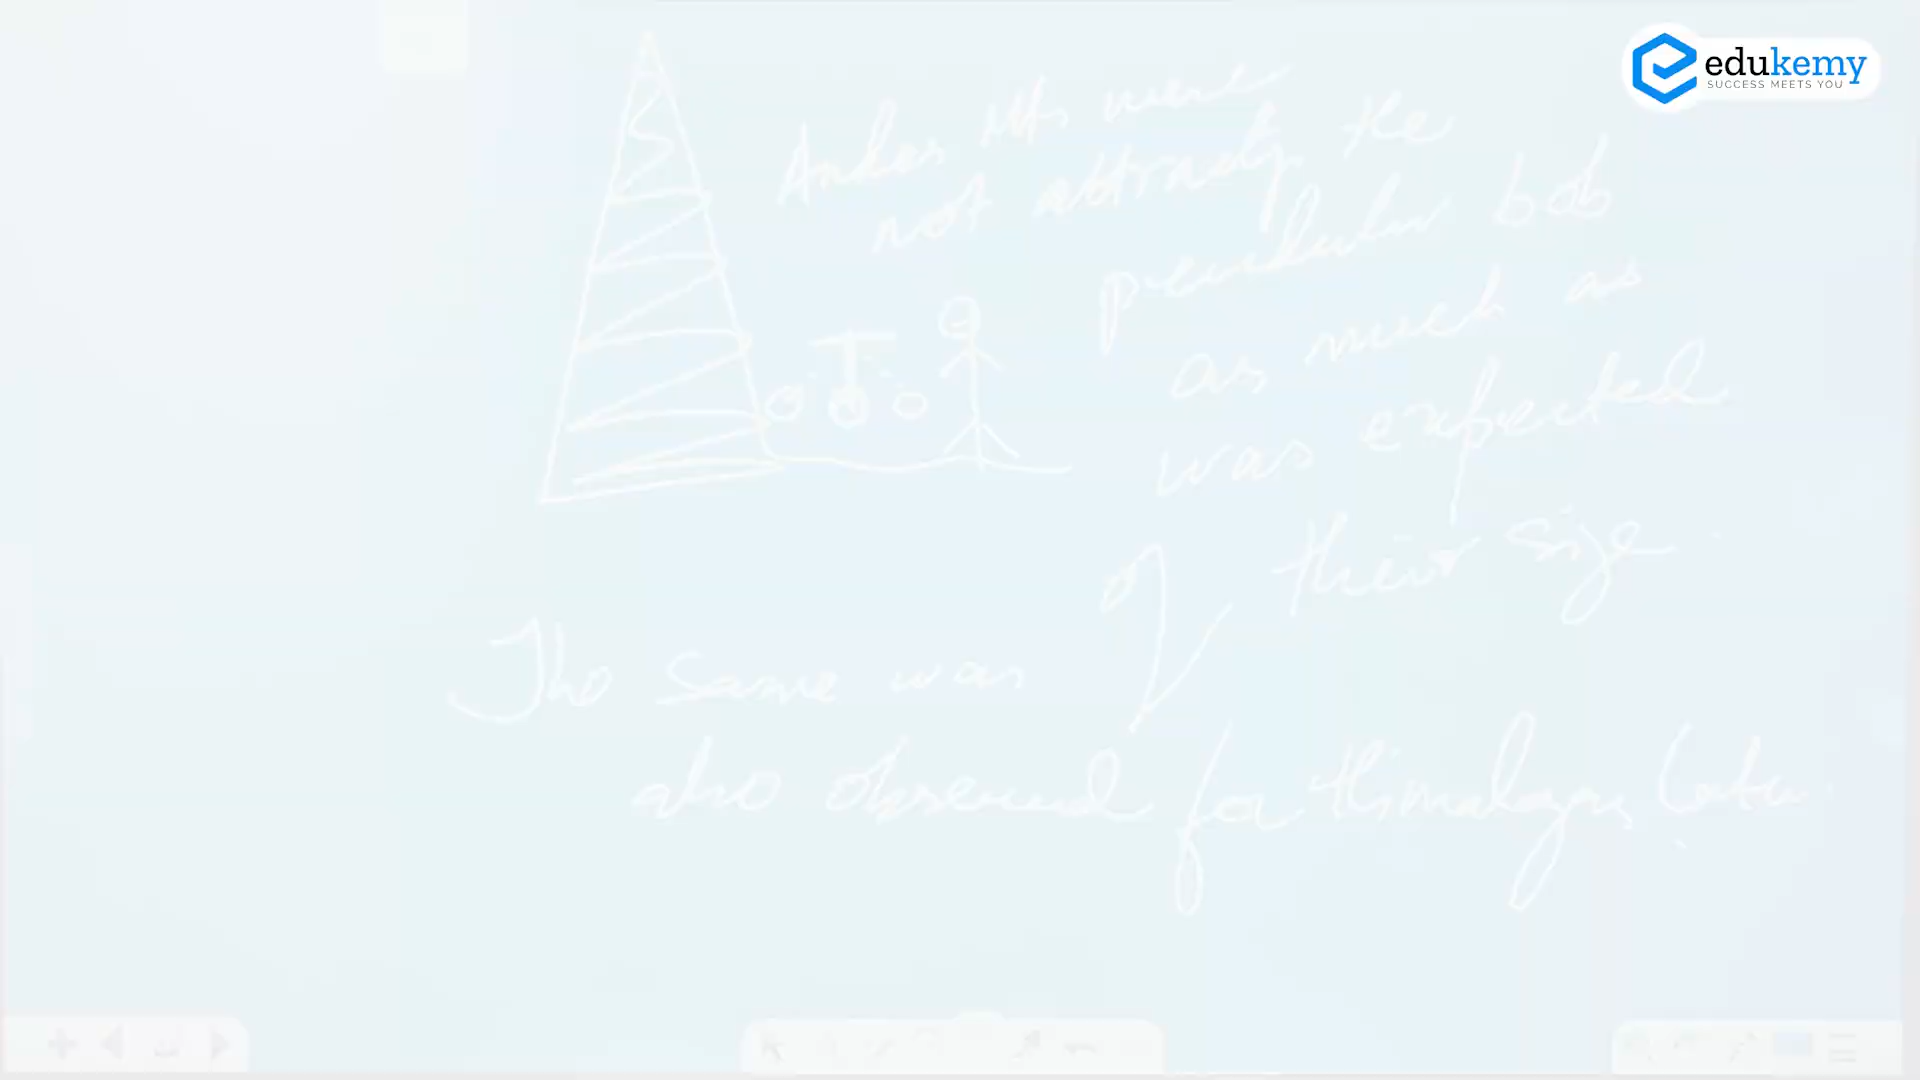 edukemy
SUCCESS MEETS YOU
Andes Mts were
not attracting the
pendulum bob
as much as
was expected
of their size
The same was
also observed for Himalayas later